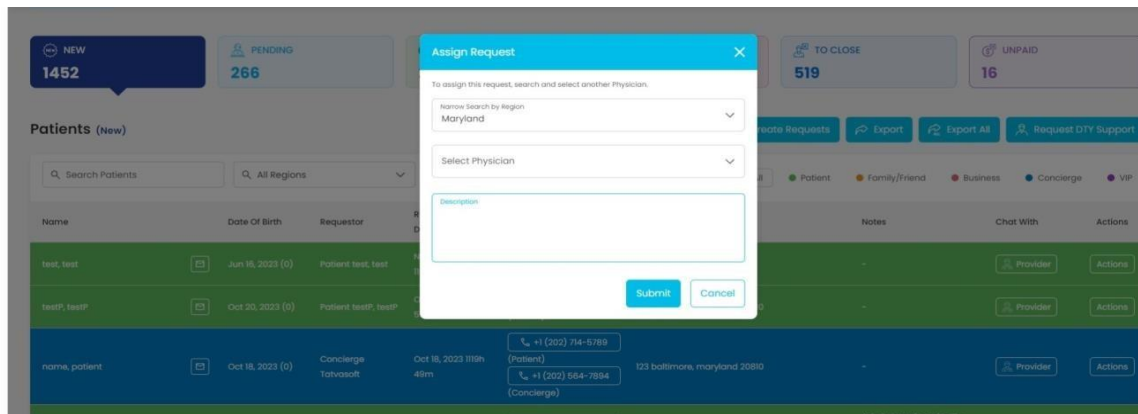 NEW
1452
PENDING
266
TO CLOSE
519
UNPAID
16
Assign Request
To assign this request, search and select another Physician.
Narrow Search by Region
Maryland
Select Physician
Description
Submit
Cancel
Patients (New)
Requests
Export
Export All
Request DTY Support
Search Patients
All Regions
Patient
Family/Friend
Business
Concierge
VIP
Name
Date Of Birth
Requestor
Notes
Chat With
Actions
test, test
Jun 16, 2023 (0)
Patient test, test
-
Provider
Actions
testP, testP
Oct 20, 2023 (0)
Patient testP, testP
-
Provider
Actions
name, patient
Oct 18, 2023 (0)
Concierge
Tatvasoft
Oct 18, 2023 1119h
49m
+1 (202) 714-5789
(Patient)
+1 (202) 564-7894
(Concierge)
123 baltimore, maryland 20810
-
Provider
Actions